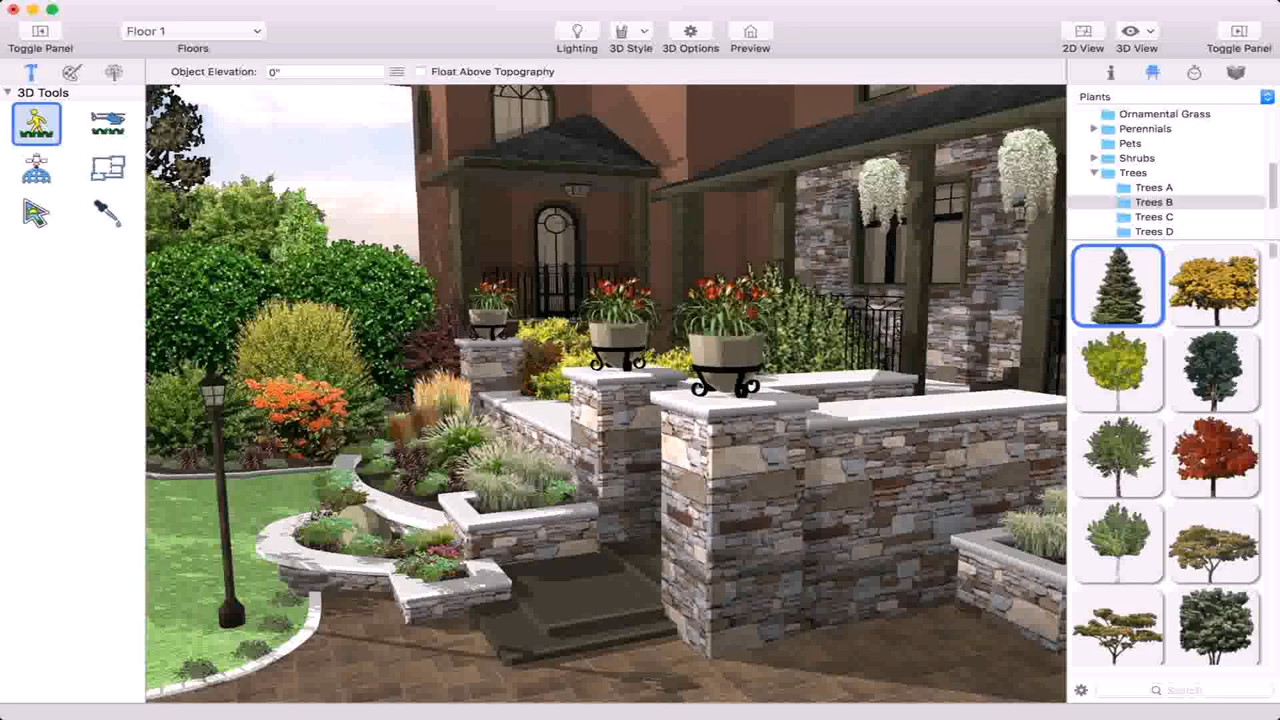 Floor 1
Toggle Panel
Floors
Lighting
3D Style
3D Options
Preview
2D View
3D View
Toggle Panel
Object Elevation:
0"
Float Above Topography
3D Tools
Plants
Ornamental Grass
Perennials
Pets
Shrubs
Trees
Trees A
Trees B
Trees C
Trees D
Search